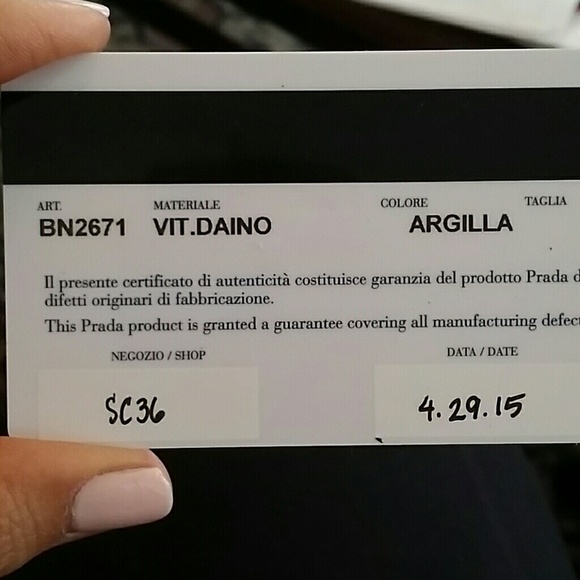 ART. MATERIALE COLORE TAGLIA
BN2671 VIT.DAINO ARGILLA
Il presente certificato di autenticità costituisce garanzia del prodotto Prada
difetti originari di fabbricazione.
This Prada product is granted a guarantee covering all manufacturing
NEGOZIO / SHOP DATA / DATE
SC36 4.29.15